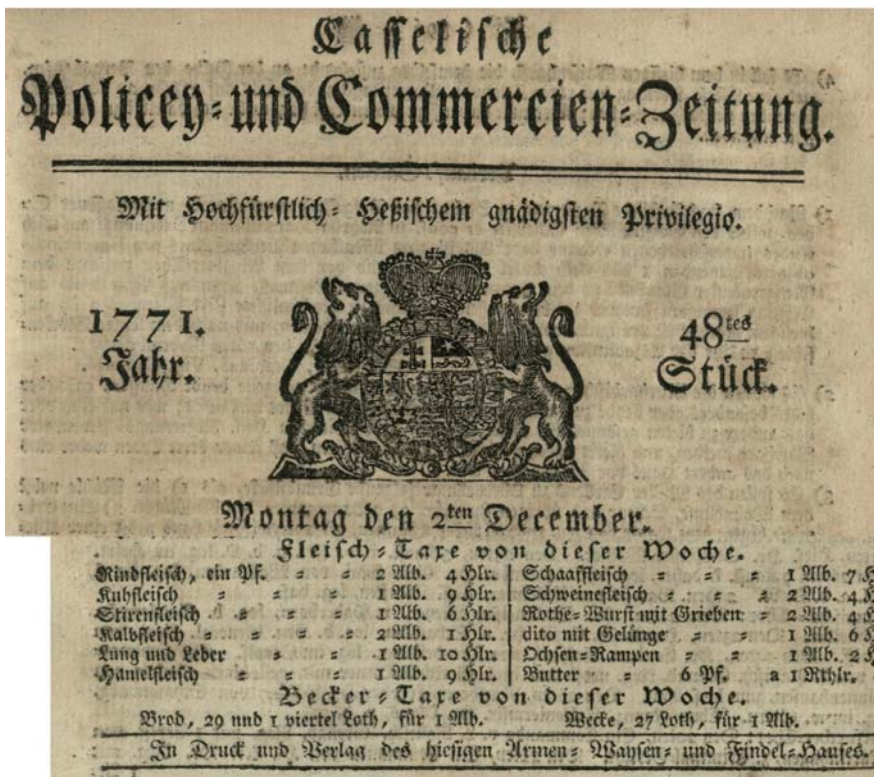 Casselische
Policey- und Commercien-Zeitung.
Mit Hochfürstlich-Heßischem gnädigsten Privilegio.
1771. Jahr.
48tes Stück.
Montag den 2ten December.
Fleisch-Taxe von dieser Woche.
Rindfleisch, ein Pf. = = 2 Alb. 4 Hlr.
Kuhfleisch = = = 1 Alb. 9 Hlr.
Stirenfleisch = = = 1 Alb. 6 Hlr.
Kalbfleisch = = = = 2 Alb. 1 Hlr.
Lung und Leber = = 1 Alb. 10 Hlr.
Hamelfleisch = = = 1 Alb. 9 Hlr.
Schaaffleisch = = = 1 Alb. 7 H
Schweinefleisch = = = 2 Alb. 4 H
Rothe-Wurst mit Grieben = 2 Alb. 4 H
dito mit Gelünge = = 1 Alb. 6 H
Ochsen-Rampen = = 1 Alb. 2 H
Butter = 6 Pf. a 1 Rthlr.
Becker-Taxe von dieser Woche.
Brod, 29 nnd 1 viertel Loth, für 1 Alb. Wecke, 27 Loth, für 1 Alb.
In Druck und Verlag des hiesigen Armen- Waysen- und Findel-Hauses.